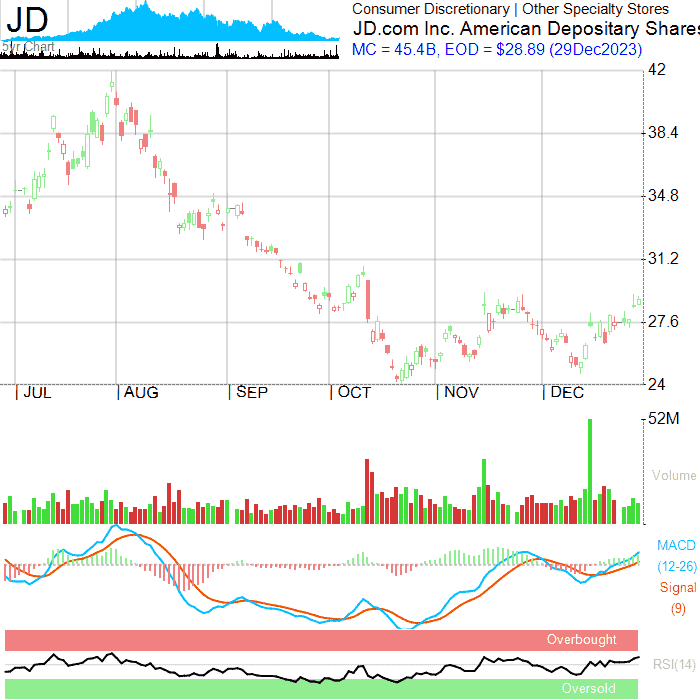 JD
5yr Chart
Consumer Discretionary | Other Specialty Stores
JD.com Inc. American Depositary Shares
MC = 45.4B, EOD = $28.89 (29Dec2023)
42
38.4
34.8
31.2
27.6
24
JUL AUG SEP OCT NOV DEC
52M
Volume
MACD
(12-26)
Signal
(9)
Overbought
RSI(14)
Oversold